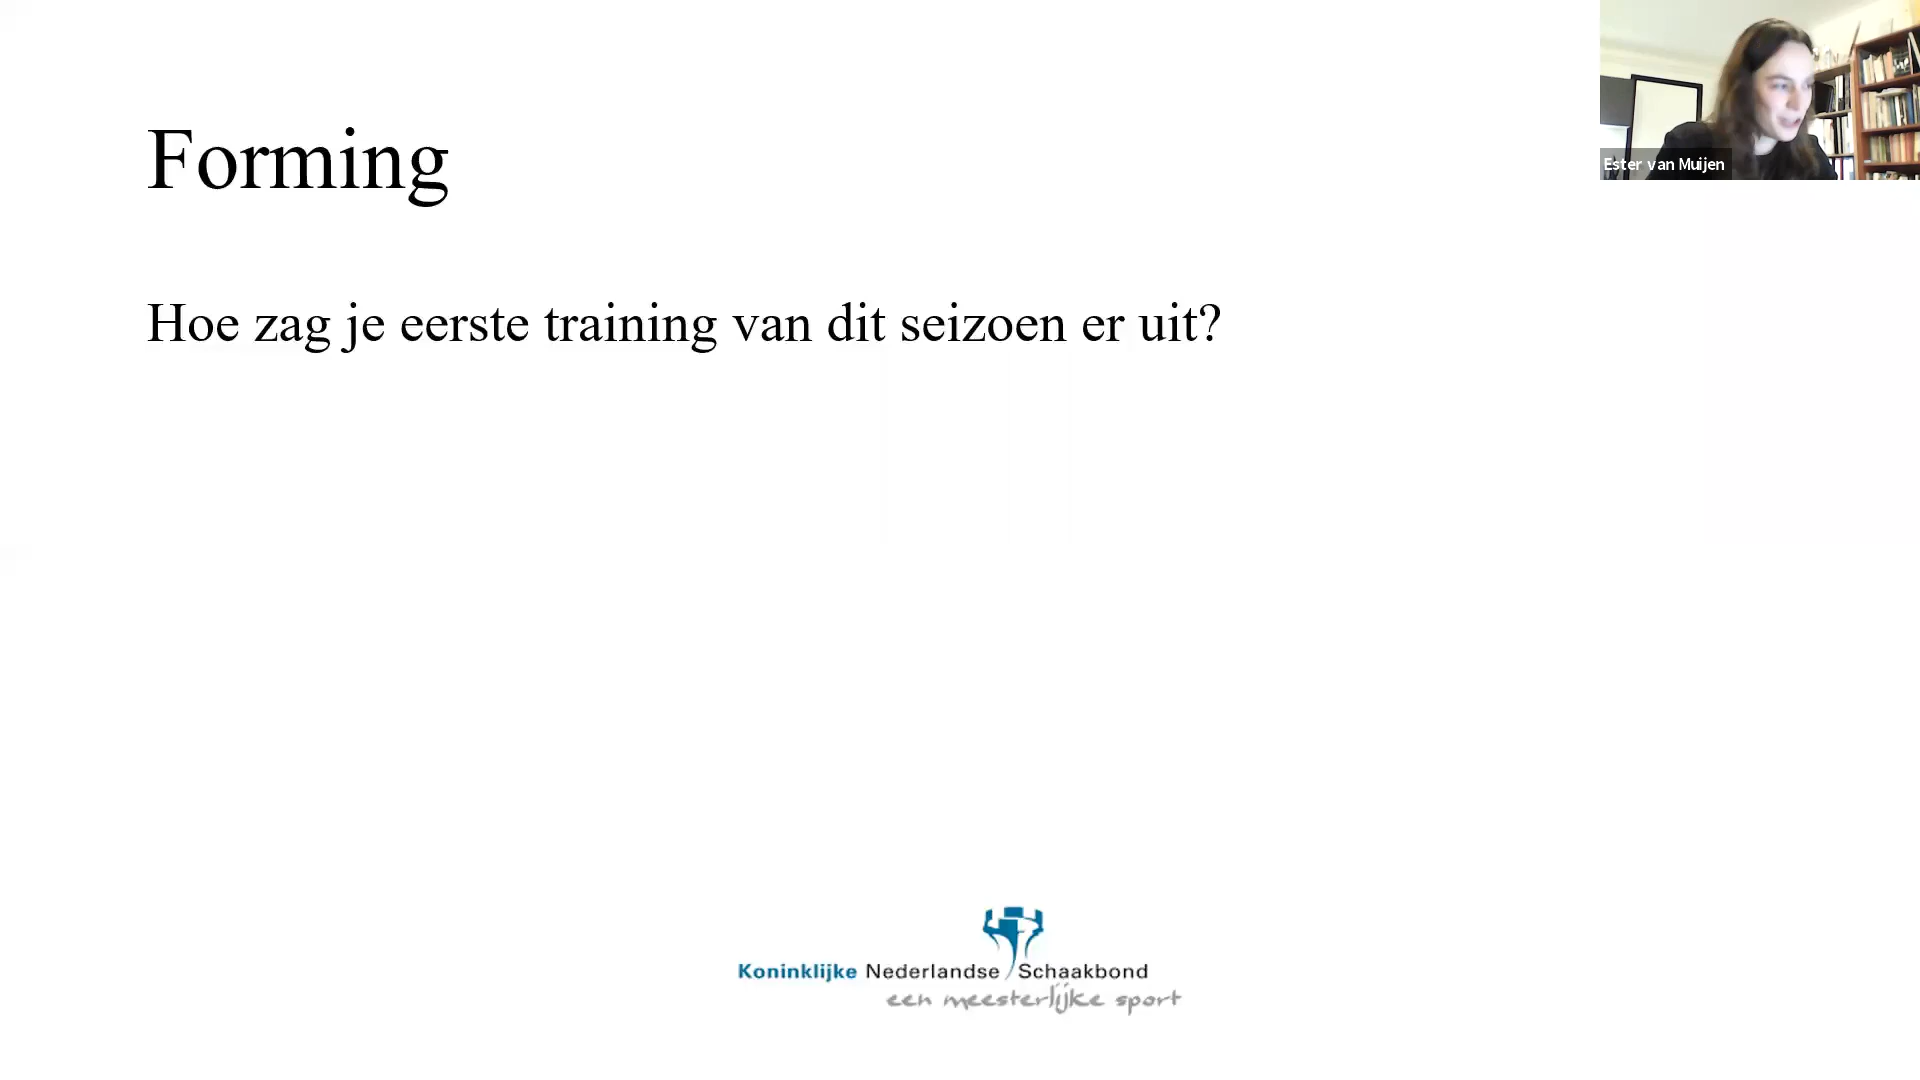 Forming
Ester van Muijen
Hoe zag je eerste training van dit seizoen er uit?
Koninklijke Nederlandse Schaakbond
een meesterlijke sport